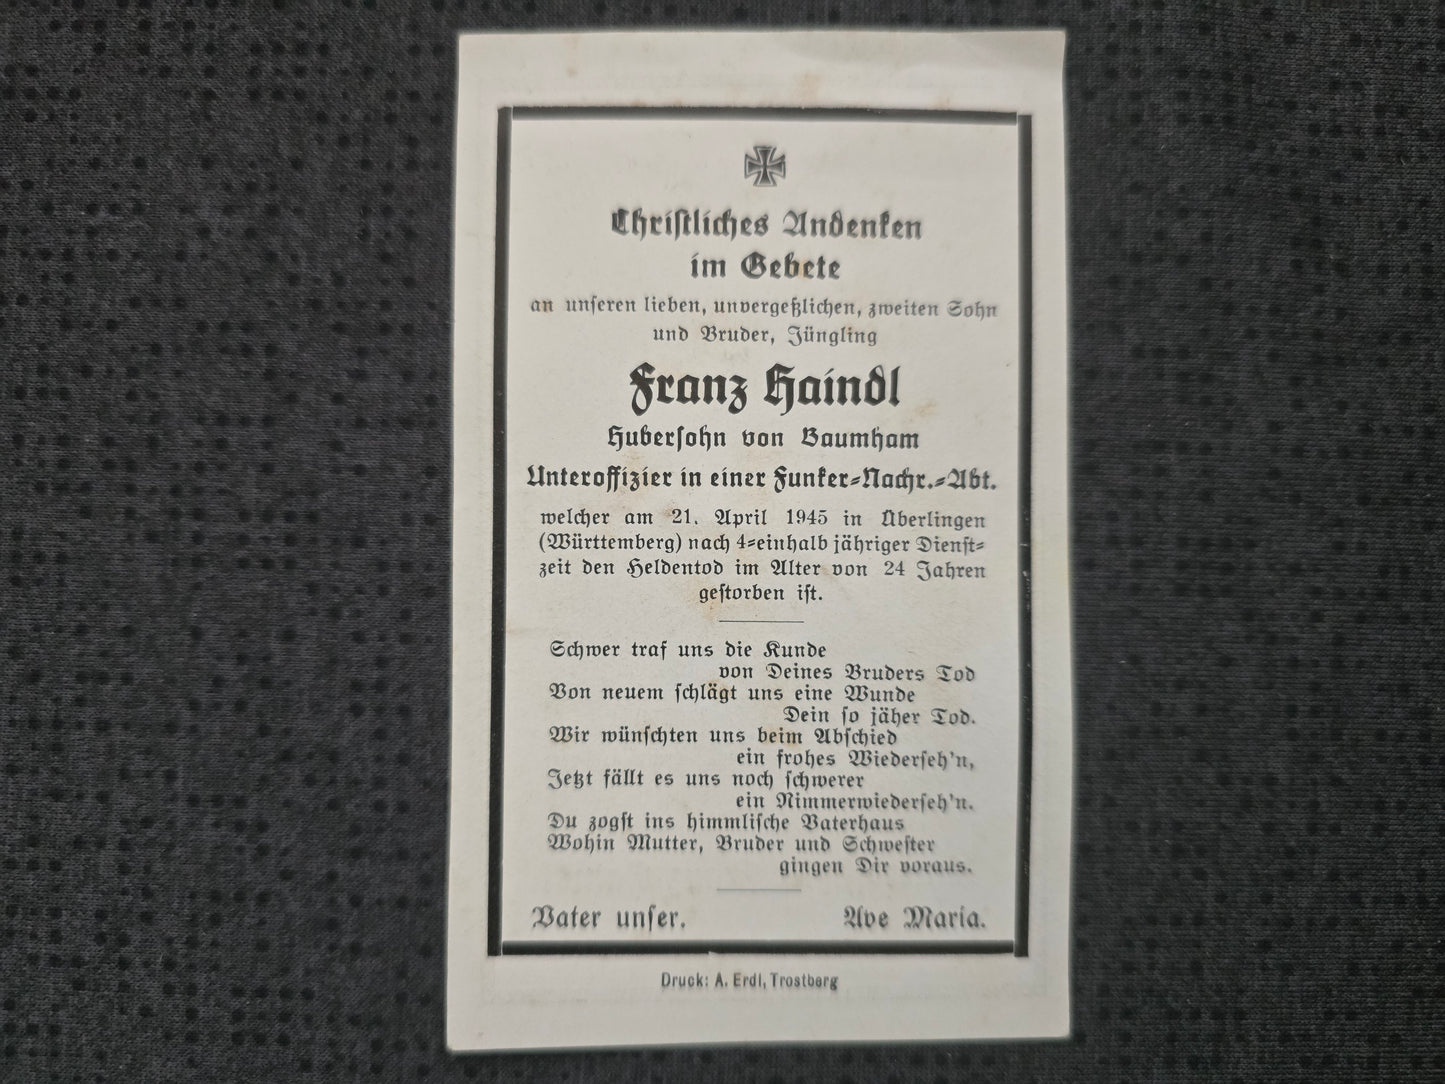 Christliches Andenken
im Gebete
an unseren lieben, unvergeßlichen, zweiten Sohn
und Bruder, Jüngling
Franz Haindl
Hubersohn von Baumham
Unteroffizier in einer Funker-Nachr.-Abt.
welcher am 21. April 1945 in Überlingen
(Württemberg) nach 4-einhalb jähriger Dienst-
zeit den Heldentod im Alter von 24 Jahren
gestorben ist.
Schwer traf uns die Kunde
von Deines Bruders Tod
Von neuem schlägt uns eine Wunde
Dein so jäher Tod.
Wir wünschten uns beim Abschied
ein frohes Wiederseh'n,
Jetzt fällt es uns noch schwerer
ein Nimmerwiederseh'n.
Du zogst ins himmlische Vaterhaus
Wohin Mutter, Bruder und Schwester
gingen Dir voraus.
Vater unser. Ave Maria.
Druck: A. Erdl, Trostberg